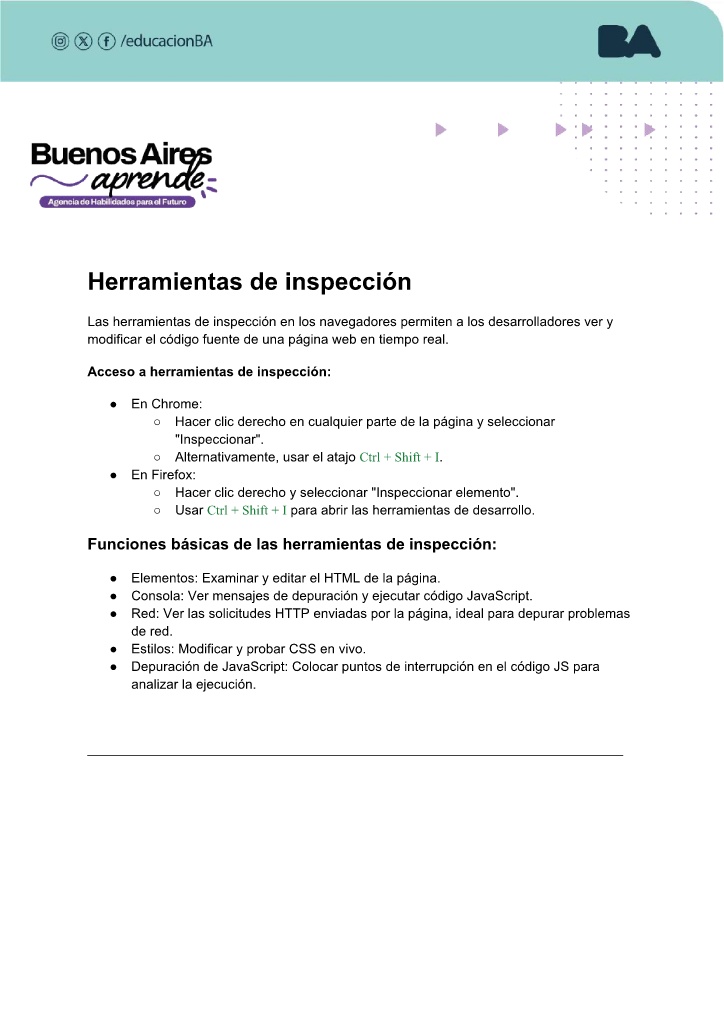 /educacionBA
BA
Buenos Aires
aprende
Agencia de Habilidades para el Futuro
Herramientas de inspección
Las herramientas de inspección en los navegadores permiten a los desarrolladores ver y
modificar el código fuente de una página web en tiempo real.
Acceso a herramientas de inspección:
● En Chrome:
○ Hacer clic derecho en cualquier parte de la página y seleccionar
"Inspeccionar".
○ Alternativamente, usar el atajo Ctrl + Shift + I.
● En Firefox:
○ Hacer clic derecho y seleccionar "Inspeccionar elemento".
○ Usar Ctrl + Shift + I para abrir las herramientas de desarrollo.
Funciones básicas de las herramientas de inspección:
● Elementos: Examinar y editar el HTML de la página.
● Consola: Ver mensajes de depuración y ejecutar código JavaScript.
● Red: Ver las solicitudes HTTP enviadas por la página, ideal para depurar problemas
de red.
● Estilos: Modificar y probar CSS en vivo.
● Depuración de JavaScript: Colocar puntos de interrupción en el código JS para
analizar la ejecución.